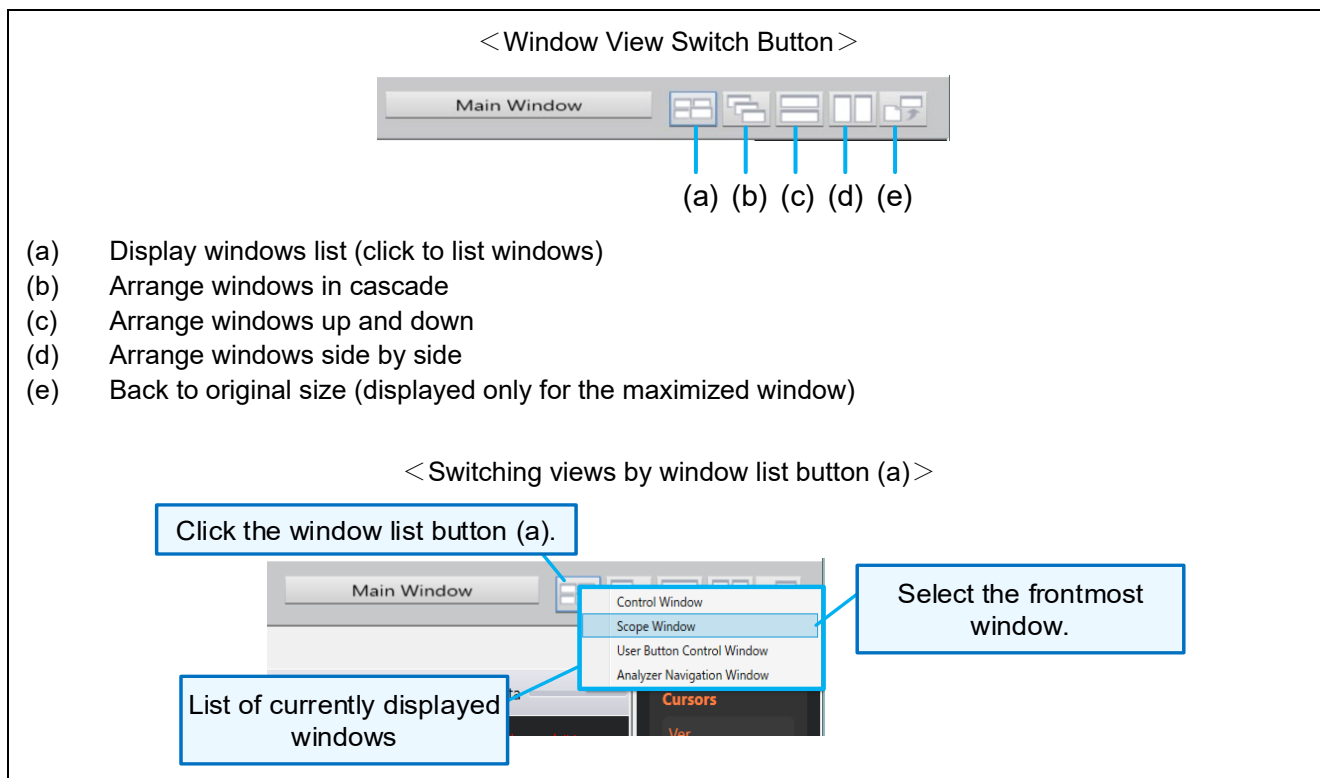 ＜Window View Switch Button＞
Main Window
(a) (b) (c) (d) (e)
(a) Display windows list (click to list windows)
(b) Arrange windows in cascade
(c) Arrange windows up and down
(d) Arrange windows side by side
(e) Back to original size (displayed only for the maximized window)
＜Switching views by window list button (a)＞
Click the window list button (a).
Main Window
Control Window
Scope Window
User Button Control Window
Analyzer Navigation Window
Select the frontmost
window.
List of currently displayed
windows
Cursors